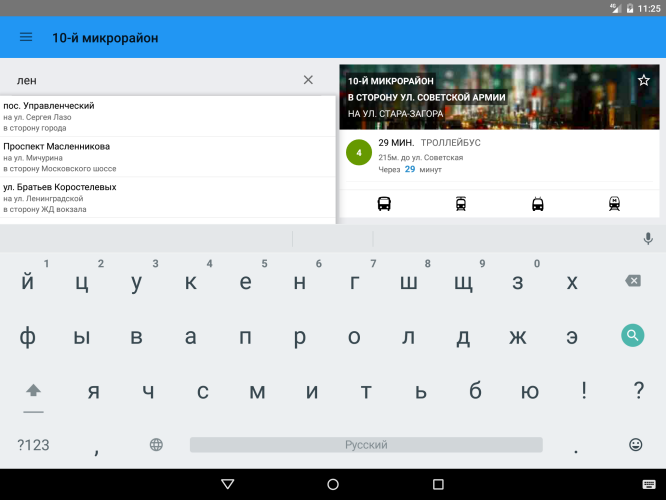 4G 11:25
10-й микрорайон
лен
пос. Управленческий
на ул. Сергея Лазо
в сторону города
Проспект Масленникова
на ул. Мичурина
в сторону Московского шоссе
ул. Братьев Коростелевых
на ул. Ленинградской
в сторону ЖД вокзала
10-Й МИКРОРАЙОН
В СТОРОНУ УЛ. СОВЕТСКОЙ АРМИИ
НА УЛ. СТАРА-ЗАГОРА
4 29 МИН. ТРОЛЛЕЙБУС
215м. до ул. Советская
Через 29 минут
й 1 ц 2 у 3 к 4 е 5 н 6 г 7 ш 8 щ 9 з 0 х
ф ы в а п р о л д ж э
я ч с м и т ь б ю ! ?
?123 , Русский .